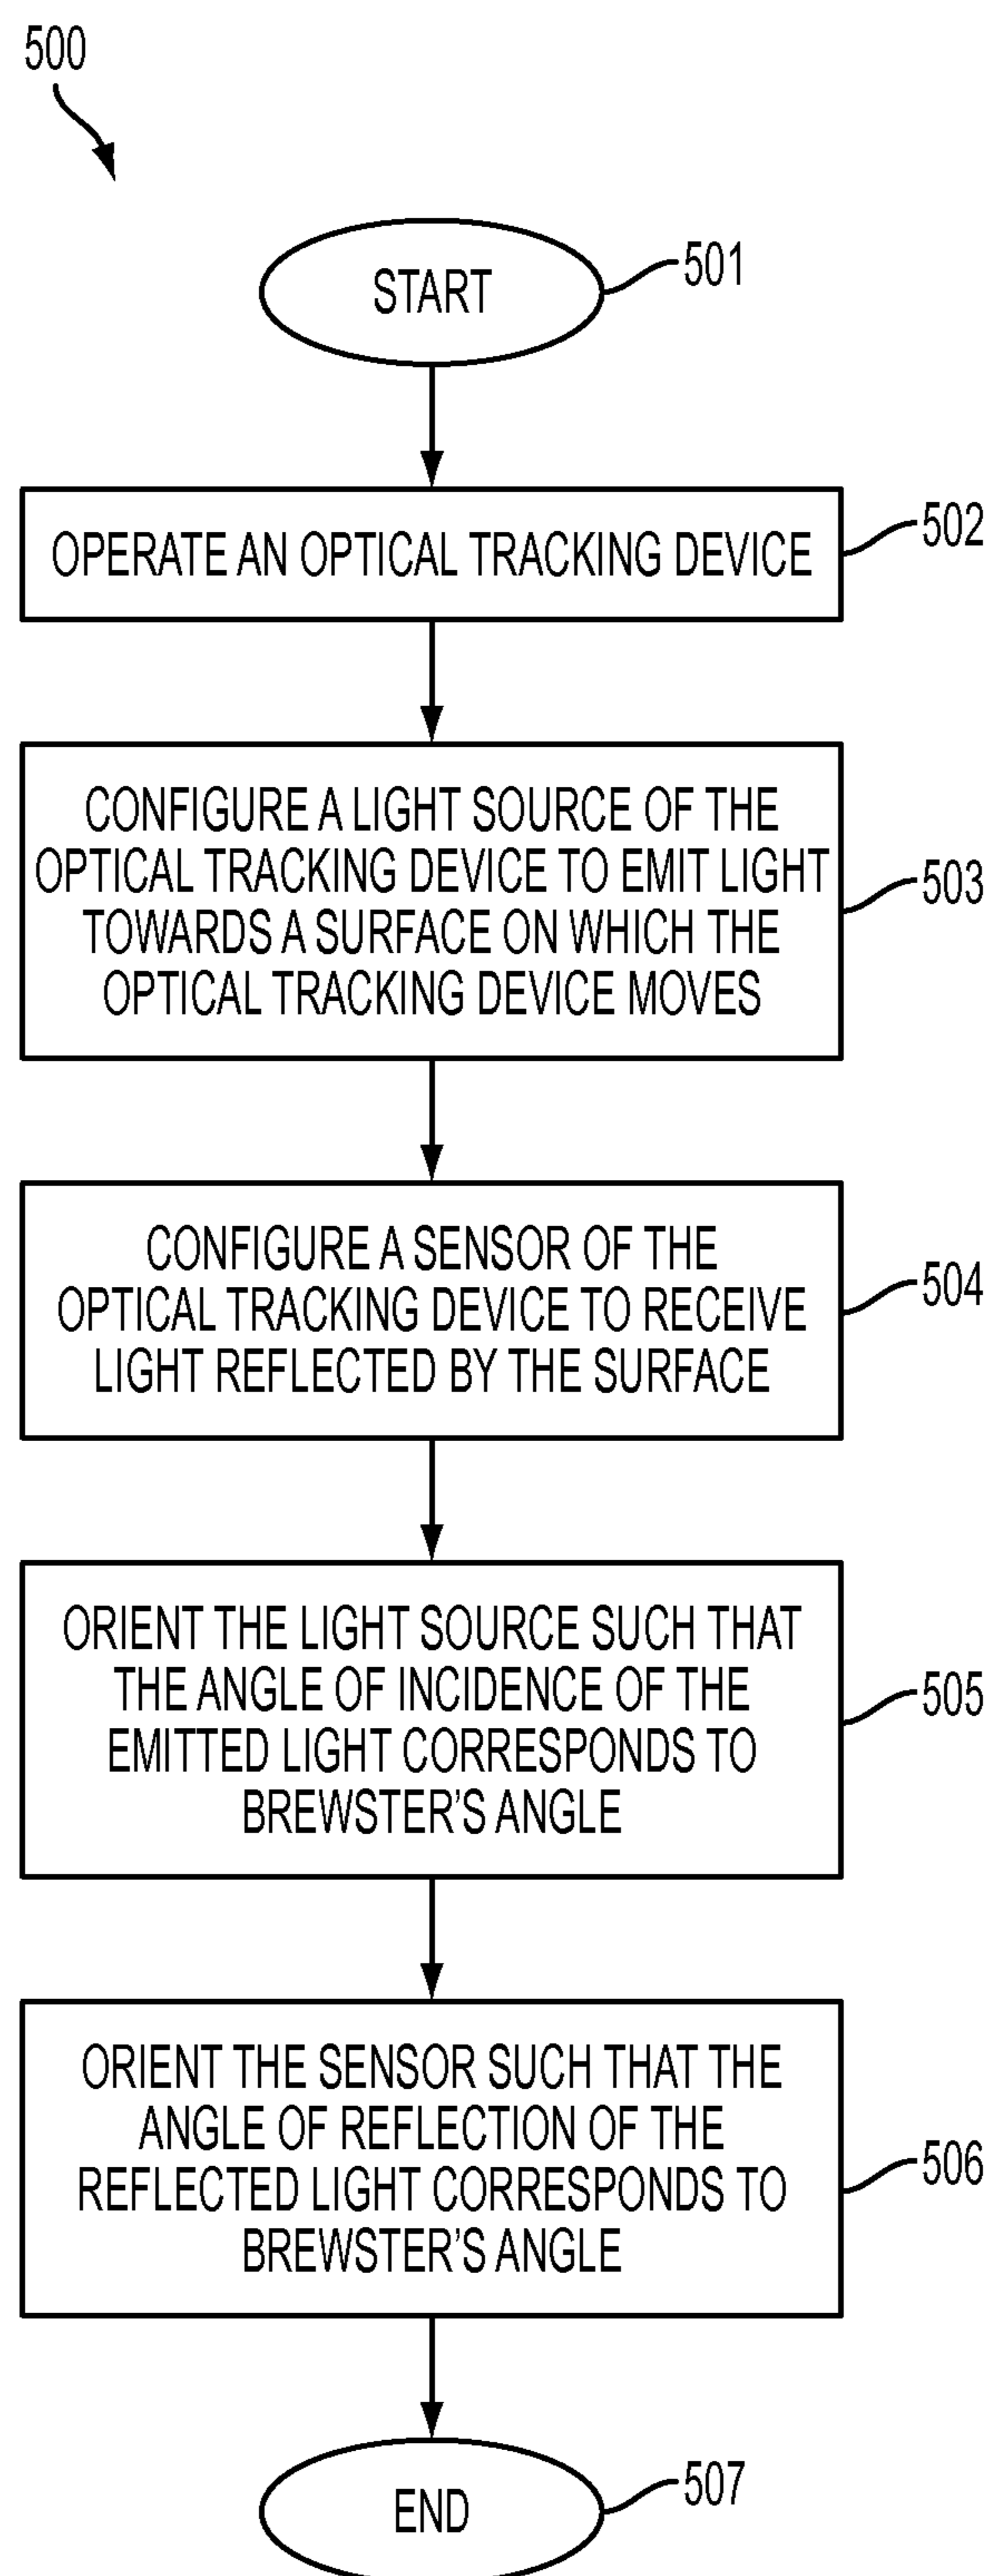 500
START
501
OPERATE AN OPTICAL TRACKING DEVICE
502
CONFIGURE A LIGHT SOURCE OF THE
OPTICAL TRACKING DEVICE TO EMIT LIGHT
TOWARDS A SURFACE ON WHICH THE
OPTICAL TRACKING DEVICE MOVES
503
CONFIGURE A SENSOR OF THE
OPTICAL TRACKING DEVICE TO RECEIVE
LIGHT REFLECTED BY THE SURFACE
504
ORIENT THE LIGHT SOURCE SUCH THAT
THE ANGLE OF INCIDENCE OF THE
EMITTED LIGHT CORRESPONDS TO
BREWSTER’S ANGLE
505
ORIENT THE SENSOR SUCH THAT THE
ANGLE OF REFLECTION OF THE
REFLECTED LIGHT CORRESPONDS TO
BREWSTER’S ANGLE
506
END
507